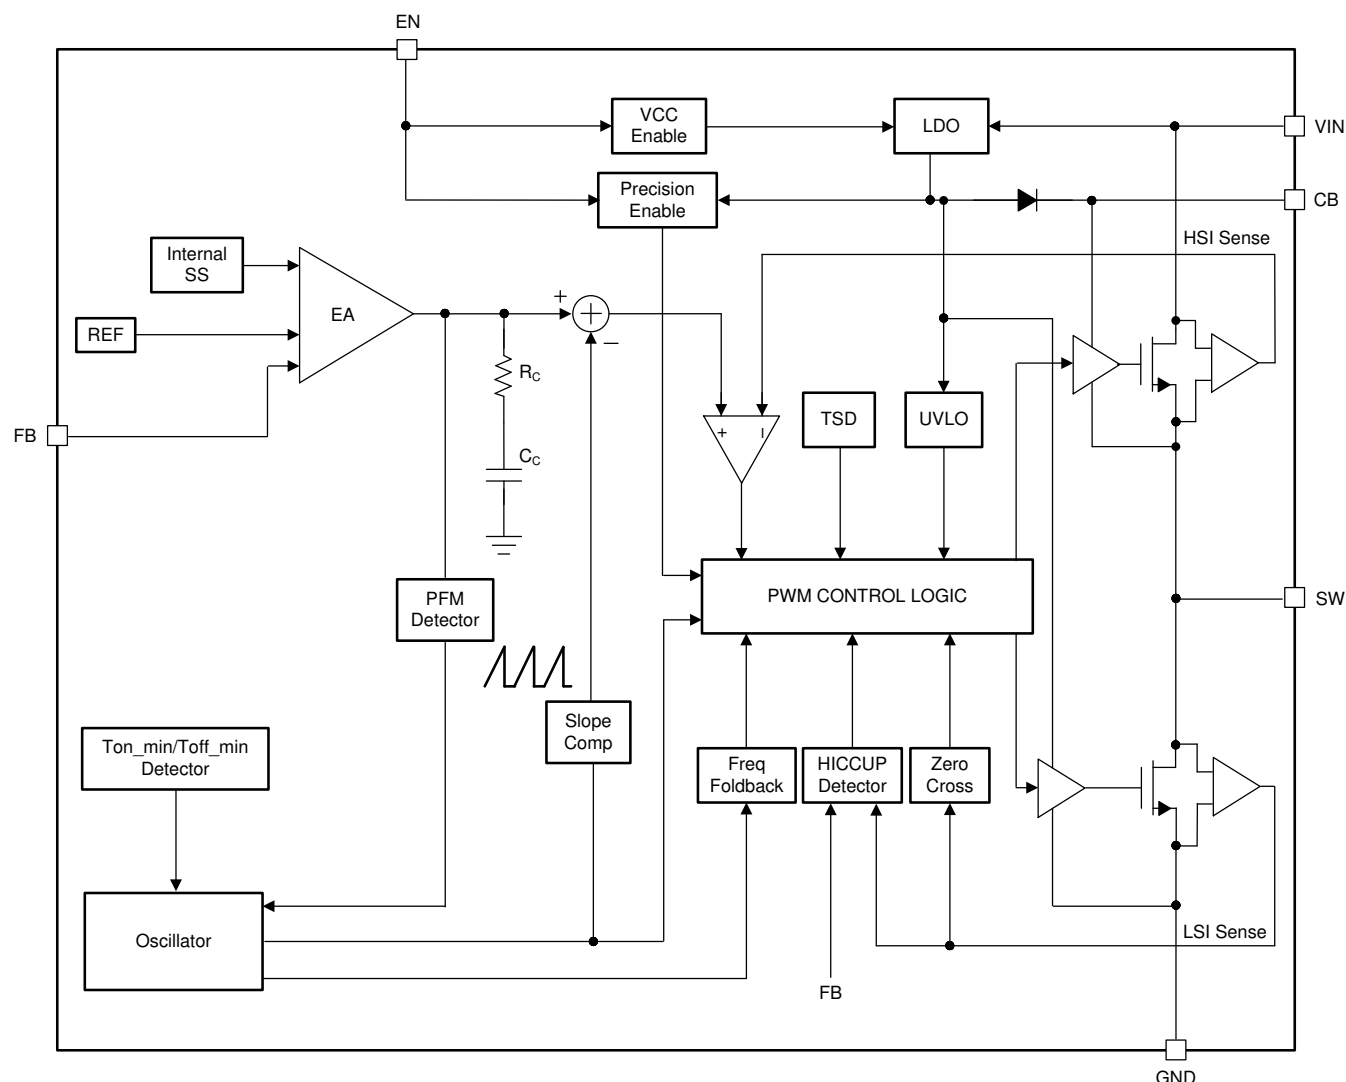 EN
VCC
Enable
LDO
VIN
Precision
Enable
CB
HSI Sense
Internal
SS
EA
REF
+
+
−
RC
FB
CC
+
−
TSD
UVLO
PWM CONTROL LOGIC
SW
PFM
Detector
Slope
Comp
Ton_min/Toff_min
Detector
Freq
Foldback
HICCUP
Detector
Zero
Cross
Oscillator
LSI Sense
FB
GND